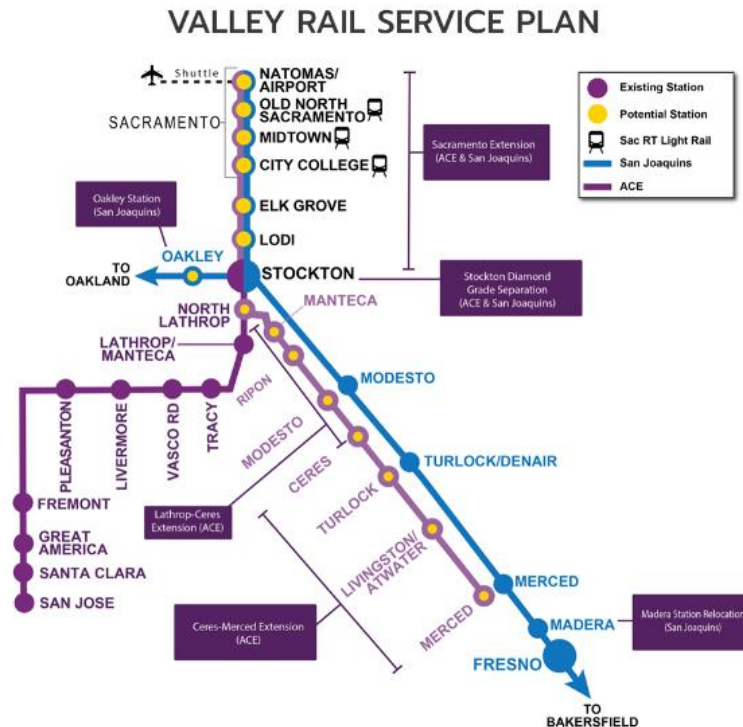 VALLEY RAIL SERVICE PLAN
Shuttle
NATOMAS/
AIRPORT
OLD NORTH
SACRAMENTO
SACRAMENTO
MIDTOWN
CITY COLLEGE
ELK GROVE
LODI
Existing Station
Potential Station
Sac RT Light Rail
San Joaquins
ACE
Sacramento Extension
(ACE & San Joaquins)
Oakley Station
(San Joaquins)
OAKLEY
TO
OAKLAND
STOCKTON
Stockton Diamond
Grade Separation
(ACE & San Joaquins)
MANTECA
NORTH
LATHROP
LATHROP/
MANTECA
RIPON
MODESTO
MODESTO
CERES
TURLOCK/DENAIR
TURLOCK
PLEASANTON
LIVERMORE
VASCO RD
TRACY
FREMONT
GREAT
AMERICA
SANTA CLARA
SAN JOSE
Lathrop-Ceres
Extension (ACE)
LIVINGSTON/
ATWATER
MERCED
MERCED
Ceres-Merced Extension
(ACE)
MADERA
Madera Station Relocation
(San Joaquins)
FRESNO
TO
BAKERSFIELD